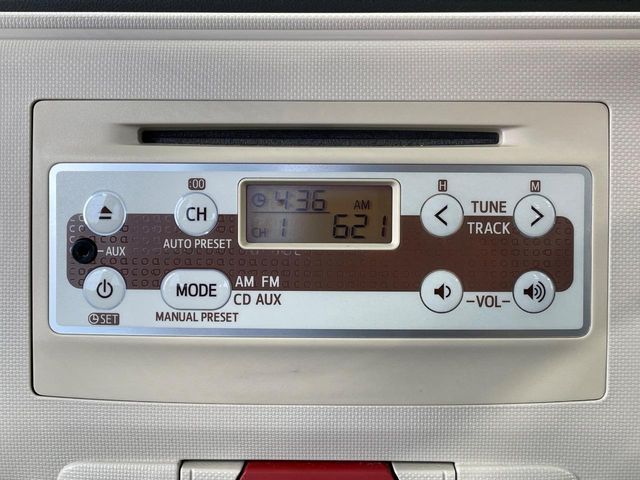 :00
H
M
CH
AUTO PRESET
4:36
AM
CH 1
621
TUNE
TRACK
< >
-AUX
MODE
AM FM
CD AUX
MANUAL PRESET
SET
-VOL-